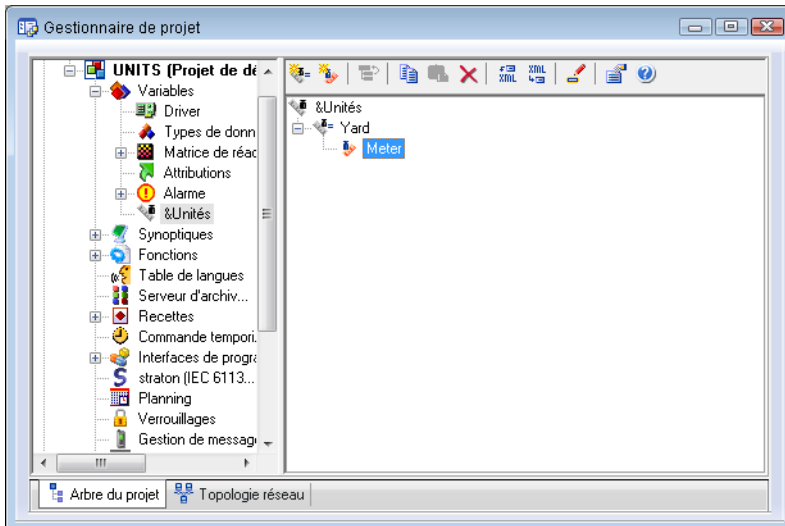 Gestionnaire de projet
UNITS (Projet de dé
Variables
Driver
Types de donn
Matrice de réac
Attributions
Alarme
&Unités
Synoptiques
Fonctions
Table de langues
Serveur d'archiv...
Recettes
Commande tempori.
Interfaces de progra
straton (IEC 6113...
Planning
Verrouillages
Gestion de messag
XML
XML
&Unités
Yard
Meter
Arbre du projet
Topologie réseau